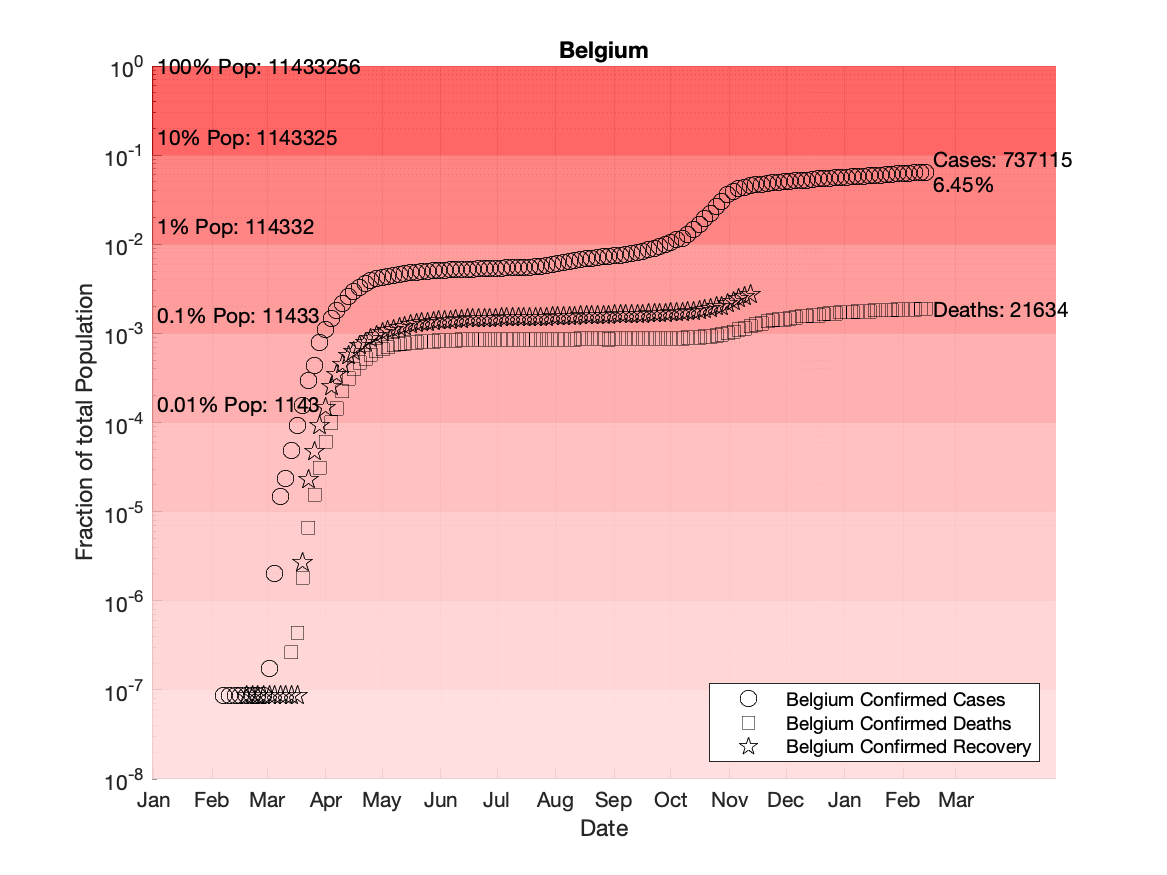 Belgium
10^0
100% Pop: 11433256
10% Pop: 1143325
10^-1
Cases: 737115
6.45%
1% Pop: 114332
10^-2
0.1% Pop: 11433
Deaths: 21634
10^-3
0.01% Pop: 1143
10^-4
10^-5
10^-6
10^-7
10^-8
Fraction of total Population
Belgium Confirmed Cases
Belgium Confirmed Deaths
Belgium Confirmed Recovery
Jan Feb Mar Apr May Jun Jul Aug Sep Oct Nov Dec Jan Feb Mar
Date